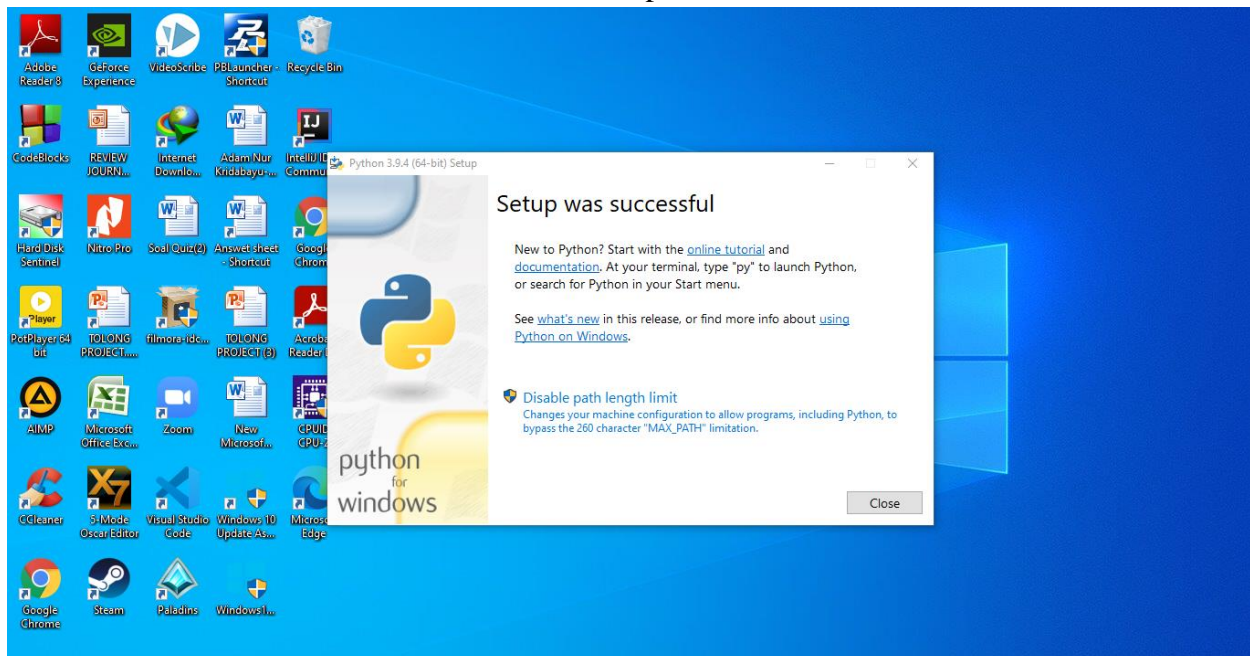 Adobe
Reader 8
GeForce
Experience
VideoScribe
PBLauncher -
Shortcut
Recycle Bin
CodeBlocks
REVIEW
JOURN...
Internet
Downlo...
Adam Nur
Kridabayu-...
IntelliJ ID
Commu
Hard Disk
Sentinel
Nitro Pro
Soal Quiz(2)
Answet sheet
- Shortcut
Googl
Chrom
Player
PotPlayer 64
bit
TOLONG
PROJECT....
filmora-idc...
TOLONG
PROJECT (3)
Acroba
Reader
AIMP
Microsoft
Office Exc...
Zoom
New
Microsof...
CPUID
CPU-Z
CCleaner
X7
5-Mode
Oscar Editor
Visual Studio
Code
Windows 10
Update As...
Microso
Edge
Google
Chrome
Steam
Paladins
Windows1...
Python 3.9.4 (64-bit) Setup
Setup was successful
New to Python? Start with the online tutorial and
documentation. At your terminal, type "py" to launch Python,
or search for Python in your Start menu.
See what's new in this release, or find more info about using
Python on Windows.
Disable path length limit
Changes your machine configuration to allow programs, including Python, to
bypass the 260 character "MAX_PATH" limitation.
python
for
windows
Close